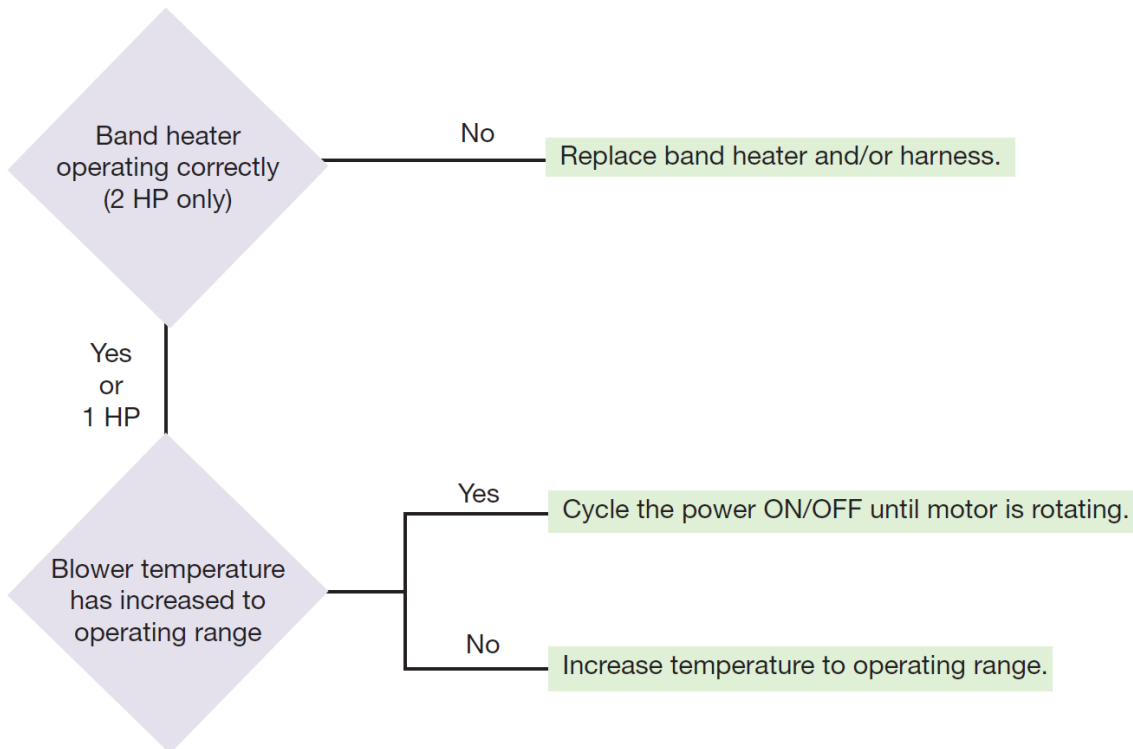 Band heater
operating correctly
(2 HP only)
No
Replace band heater and/or harness.
Yes
or
1 HP
Blower temperature
has increased to
operating range
Yes
Cycle the power ON/OFF until motor is rotating.
No
Increase temperature to operating range.